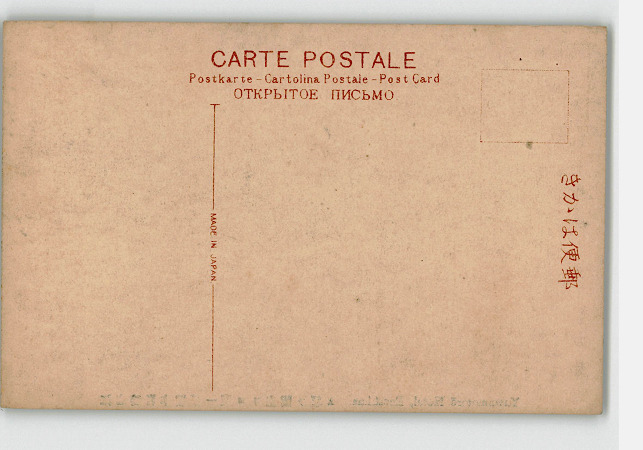 CARTE POSTALE
Postkarte – Cartolina Postale – Post Card
ОТКРЫТОЕ ПИСЬМО
MADE IN JAPAN
きがは便郵